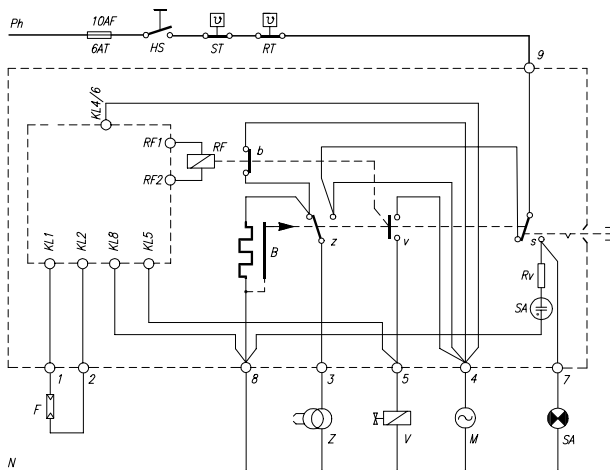 Ph
10AF
6AT
HS
υ
ST
υ
RT
9
KL4/6
RF1
RF
RF2
b
KL1
KL2
KL8
KL5
B
z
v
s
Rv
SA
1
2
8
3
5
4
7
F
Z
V
M
SA
N